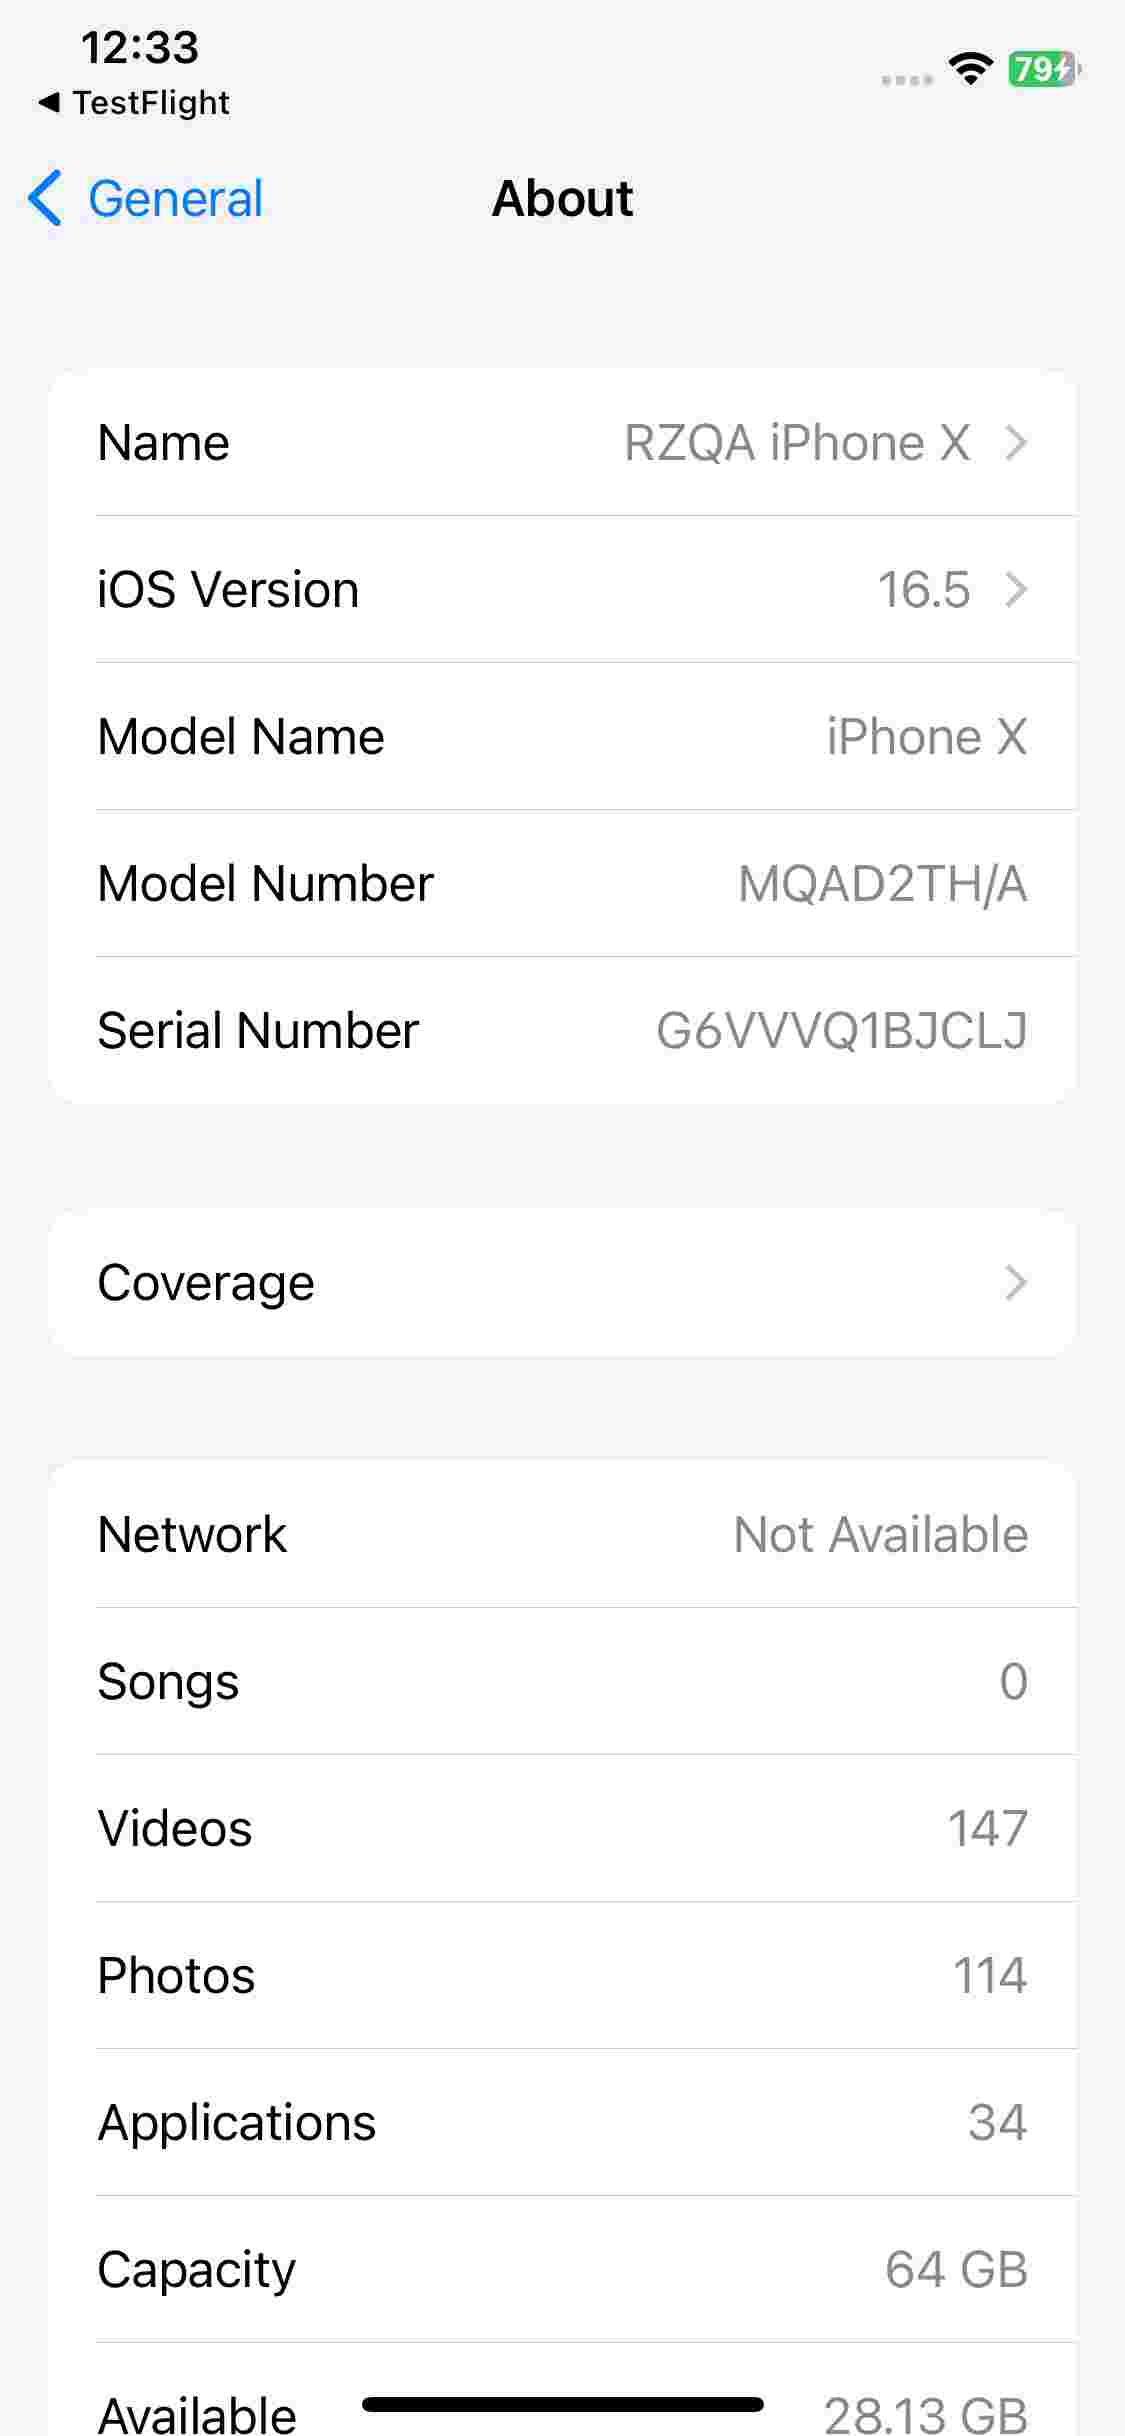 12:33
◀ TestFlight
79
General
About
Name RZQA iPhone X
iOS Version 16.5
Model Name iPhone X
Model Number MQAD2TH/A
Serial Number G6VVVQ1BJCLJ
Coverage
Network Not Available
Songs 0
Videos 147
Photos 114
Applications 34
Capacity 64 GB
Available 28.13 GB